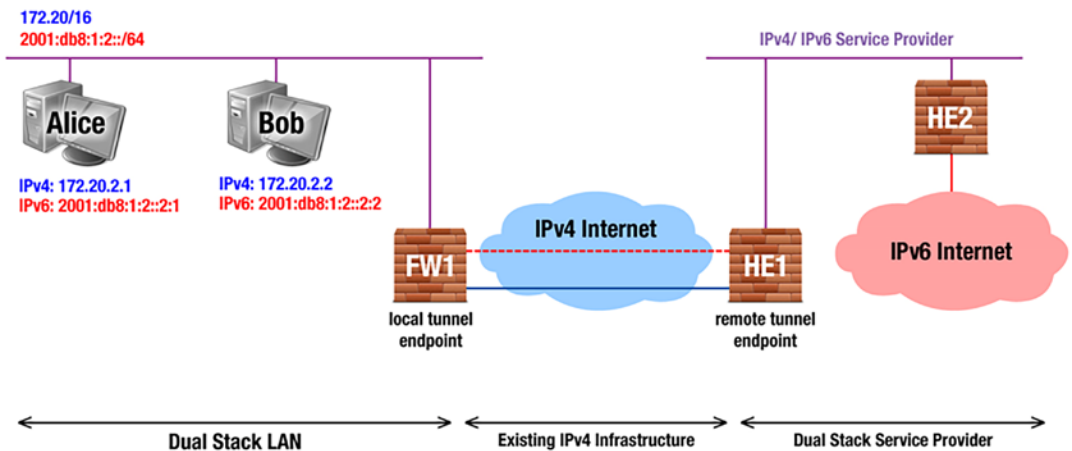 172.20/16
2001:db8:1:2::/64
IPv4/ IPv6 Service Provider
Alice
Bob
HE2
IPv4: 172.20.2.1
IPv6: 2001:db8:1:2::2:1
IPv4: 172.20.2.2
IPv6: 2001:db8:1:2::2:2
IPv4 Internet
IPv6 Internet
FW1
HE1
local tunnel
endpoint
remote tunnel
endpoint
Dual Stack LAN
Existing IPv4 Infrastructure
Dual Stack Service Provider